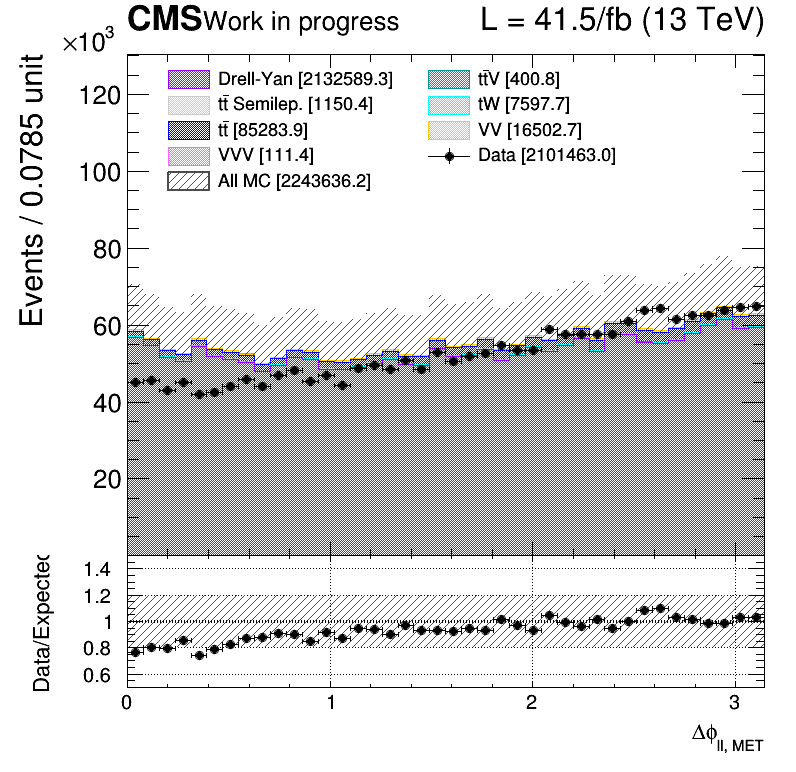 CMS Work in progress L = 41.5/fb (13 TeV)
×10³
Events / 0.0785 unit
Drell-Yan [2132589.3]
tt̄ Semilep. [1150.4]
tt̄ [85283.9]
VVV [111.4]
All MC [2243636.2]
tt̄V [400.8]
tW [7597.7]
VV [16502.7]
Data [2101463.0]
120
100
80
60
40
20
Data/Expected
1.4
1.2
1
0.8
0.6
0 1 2 3
Δϕ_ll, MET